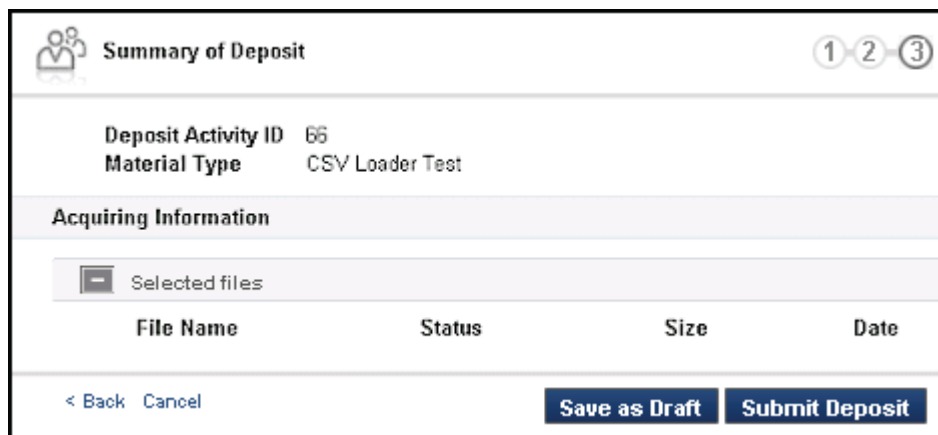 Summary of Deposit 1 2 3
Deposit Activity ID 66
Material Type CSV Loader Test
Acquiring Information
Selected files
File Name Status Size Date
< Back Cancel Save as Draft Submit Deposit